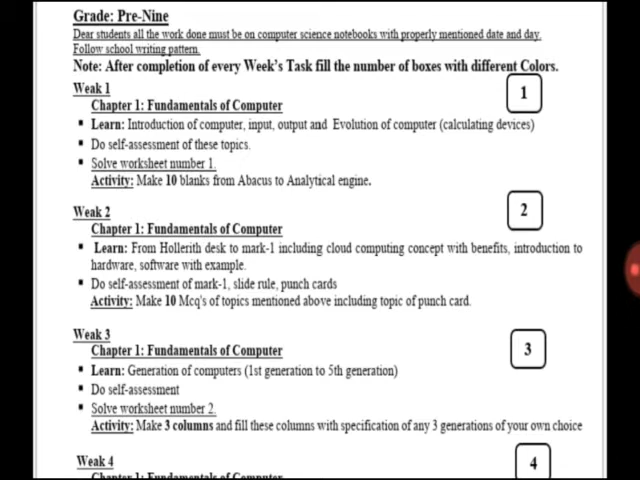 Grade: Pre-Nine
Dear students all the work done must be on computer science notebooks with properly mentioned date and day.
Follow school writing pattern.
Note: After completion of every Week's Task fill the number of boxes with different Colors.
Weak 1
1
Chapter 1: Fundamentals of Computer
▪ Learn: Introduction of computer, input, output and Evolution of computer (calculating devices)
▪ Do self-assessment of these topics.
▪ Solve worksheet number 1.
Activity: Make 10 blanks from Abacus to Analytical engine.
Weak 2
2
Chapter 1: Fundamentals of Computer
▪ Learn: From Hollerith desk to mark-1 including cloud computing concept with benefits, introduction to
hardware, software with example.
▪ Do self-assessment of mark-1, slide rule, punch cards
Activity: Make 10 Mcq's of topics mentioned above including topic of punch card.
Weak 3
3
Chapter 1: Fundamentals of Computer
▪ Learn: Generation of computers (1st generation to 5th generation)
▪ Do self-assessment
▪ Solve worksheet number 2.
Activity: Make 3 columns and fill these columns with specification of any 3 generations of your own choice
Weak 4
4
Chapter 1: Fundamentals of Computer